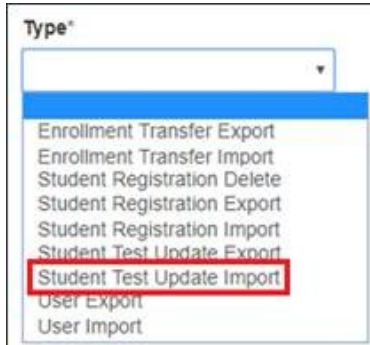 Type*
Enrollment Transfer Export
Enrollment Transfer Import
Student Registration Delete
Student Registration Export
Student Registration Import
Student Test Update Export
Student Test Update Import
User Export
User Import